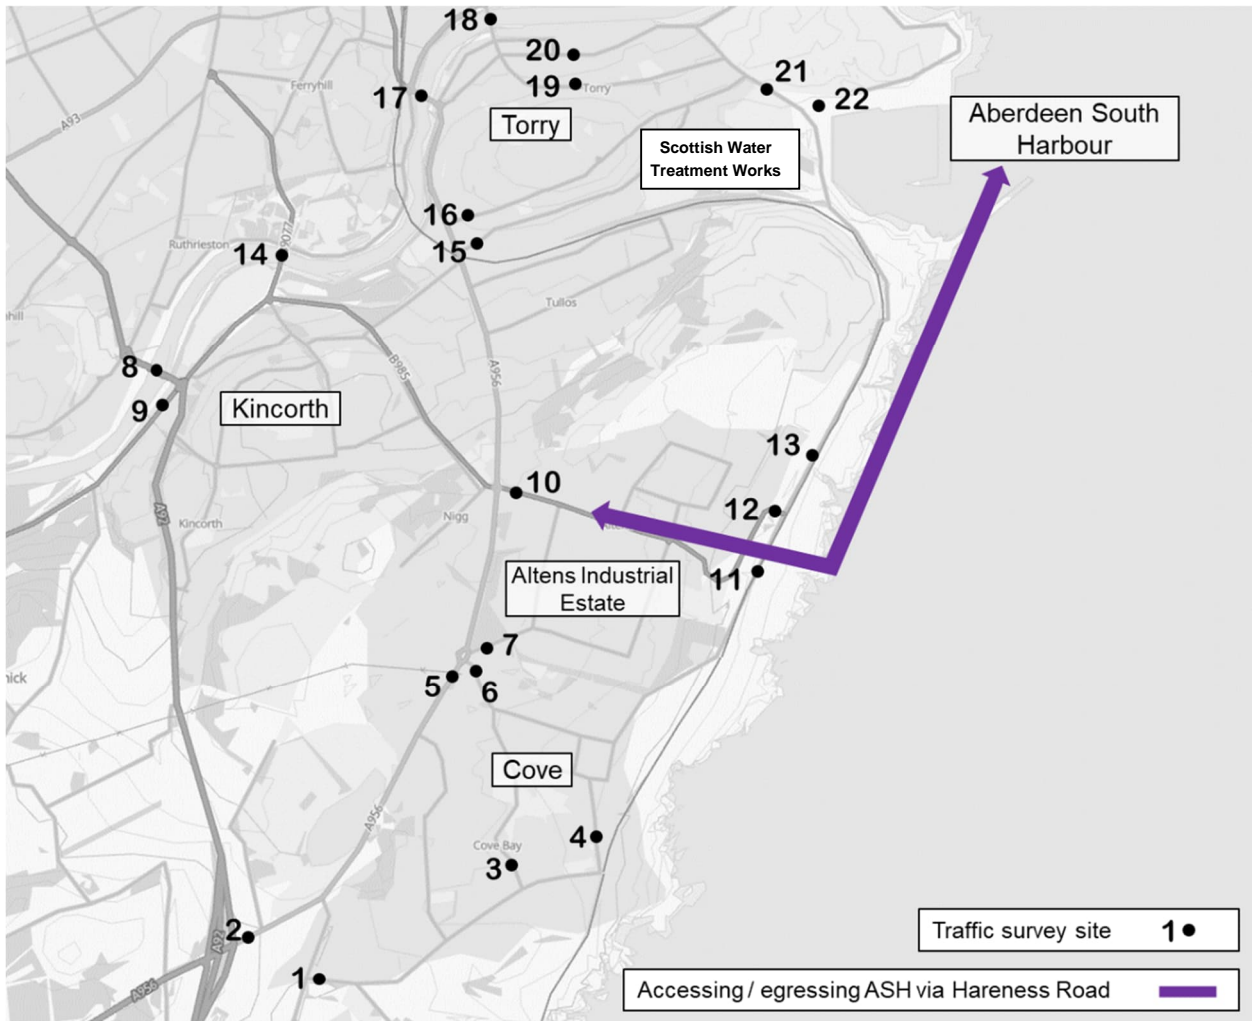 18
20
Ferryhill
21
17
19
Torry
22
A93
Torry
Aberdeen South
Harbour
Scottish Water
Treatment Works
16
Ruthrieston
9077
14
15
Tullos
8
B985
A956
9
Kincorth
13
10
12
A92
Kincorth
Nigg
11
Altens Industrial
Estate
7
5
6
Cove
A956
4
Cove Bay
3
2
A92
Traffic survey site 1
1
A956
Accessing / egressing ASH via Hareness Road